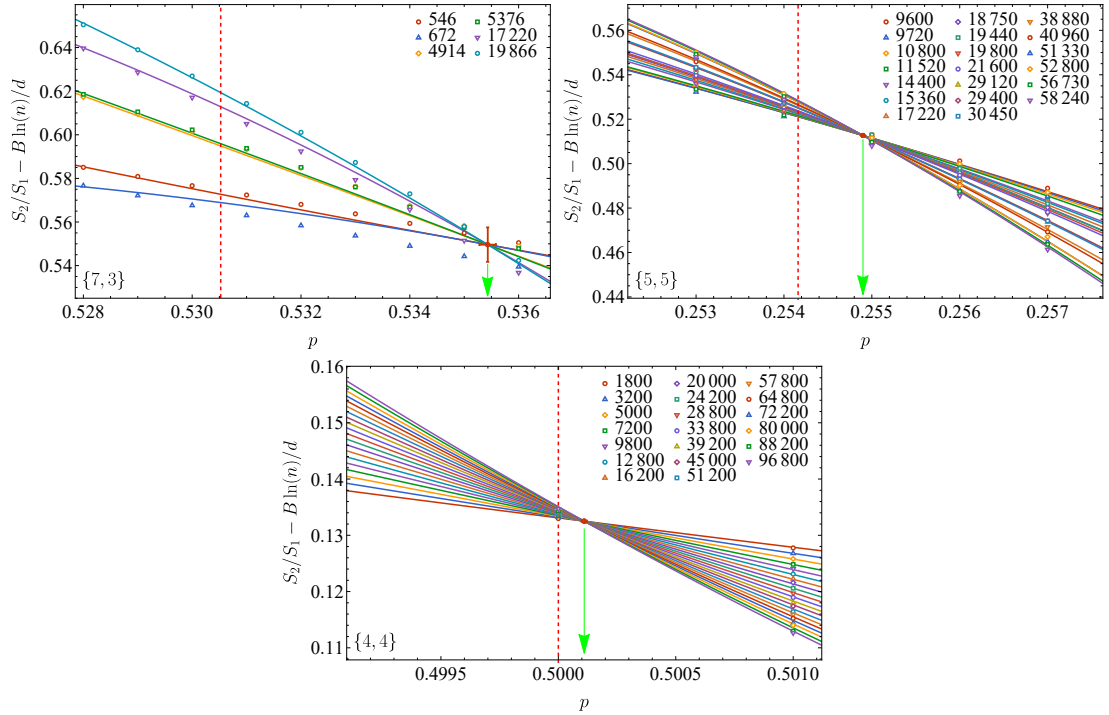 546 5376
672 17 220
4914 19 866
0.64
0.62
0.60
0.58
0.56
0.54
S₂/S₁ − B ln(n)/d
{7, 3}
0.528 0.530 0.532 0.534 0.536
p
9600 18 750 38 880
9720 19 440 40 960
10 800 19 800 51 330
11 520 21 600 52 800
14 400 29 120 56 730
15 360 29 400 58 240
17 220 30 450
0.56
0.54
0.52
0.50
0.48
0.46
0.44
S₂/S₁ − B ln(n)/d
{5, 5}
0.253 0.254 0.255 0.256 0.257
p
1800 20 000 57 800
3200 24 200 64 800
5000 28 800 72 200
7200 33 800 80 000
9800 39 200 88 200
12 800 45 000 96 800
16 200 51 200
0.16
0.15
0.14
0.13
0.12
0.11
S₂/S₁ − B ln(n)/d
{4, 4}
0.4995 0.5000 0.5005 0.5010
p